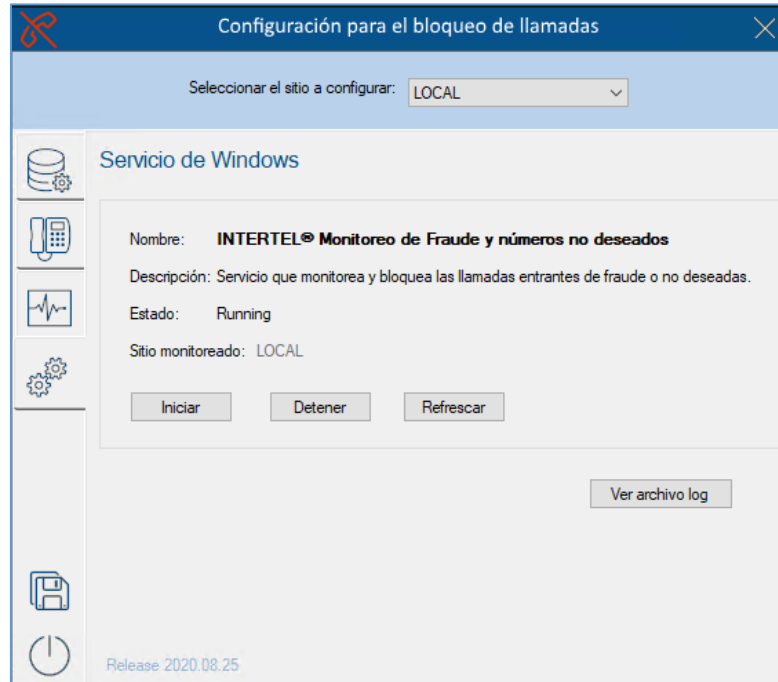 Configuración para el bloqueo de llamadas
Seleccionar el sitio a configurar: LOCAL
Servicio de Windows
Nombre: INTERTEL® Monitoreo de Fraude y números no deseados
Descripción: Servicio que monitorea y bloquea las llamadas entrantes de fraude o no deseadas.
Estado: Running
Sitio monitoreado: LOCAL
Iniciar Detener Refrescar
Ver archivo log
Release 2020.08.25